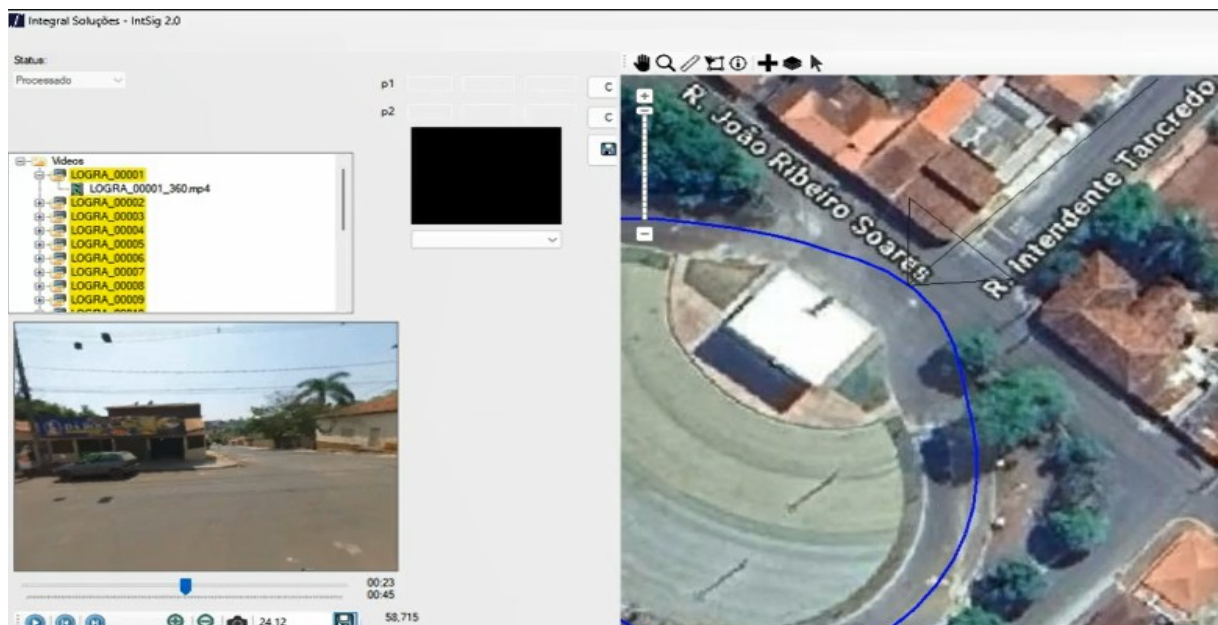 Integral Soluções - IntSig 2.0
Status:
Processado
p1
C
p2
C
Videos
LOGRA_00001
LOGRA_00001_360.mp4
LOGRA_00002
LOGRA_00003
LOGRA_00004
LOGRA_00005
LOGRA_00006
LOGRA_00007
LOGRA_00008
LOGRA_00009
00:23
00:45
24,12
58,715
R. João Ribeiro Soares
R. Intendente Tancredo